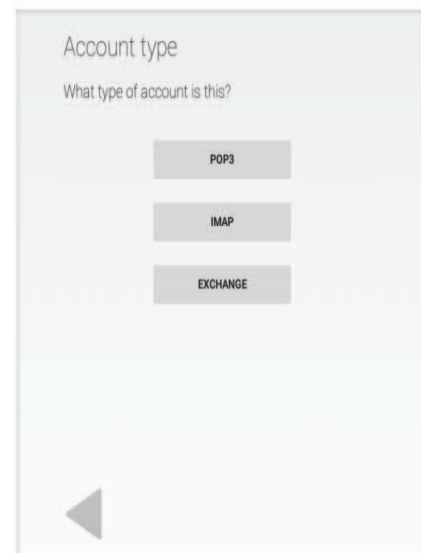 Account type
What type of account is this?
POP3
IMAP
EXCHANGE